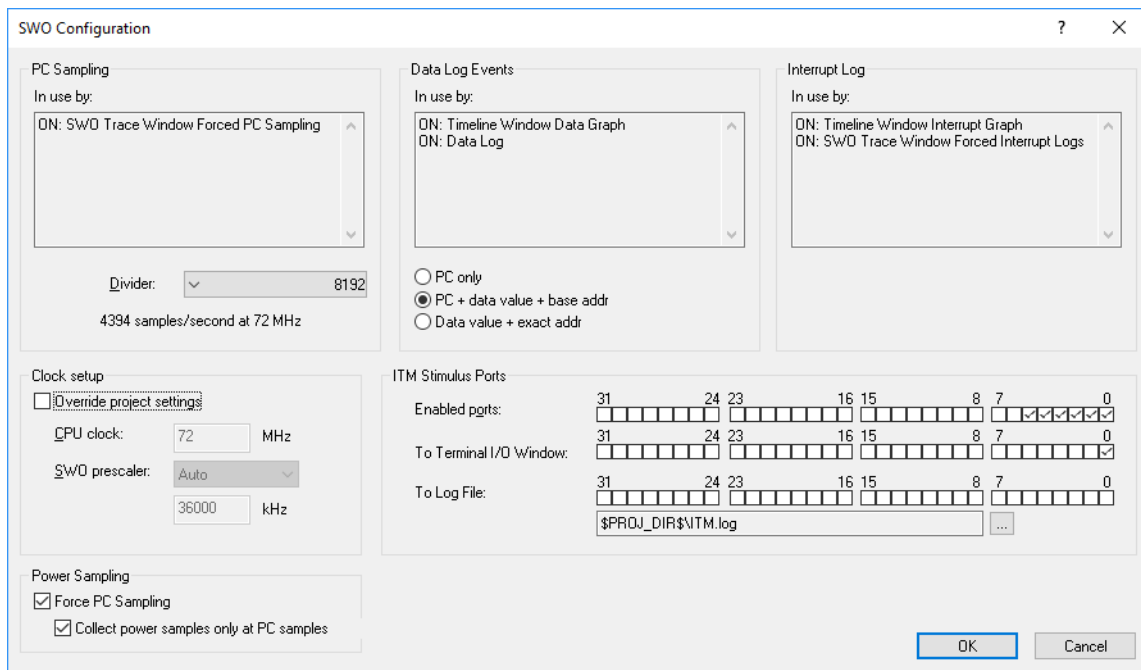 SWO Configuration
PC Sampling
In use by:
ON: SWO Trace Window Forced PC Sampling
Divider: 8192
4394 samples/second at 72 MHz
Data Log Events
In use by:
ON: Timeline Window Data Graph
ON: Data Log
PC only
PC + data value + base addr
Data value + exact addr
Interrupt Log
In use by:
ON: Timeline Window Interrupt Graph
ON: SWO Trace Window Forced Interrupt Logs
Clock setup
Override project settings
CPU clock: 72 MHz
SWO prescaler: Auto
36000 kHz
ITM Stimulus Ports
31 24 23 16 15 8 7 0
Enabled ports:
31 24 23 16 15 8 7 0
To Terminal I/O Window:
31 24 23 16 15 8 7 0
To Log File:
$PROJ_DIR$\ITM.log ...
Power Sampling
Force PC Sampling
Collect power samples only at PC samples
OK Cancel